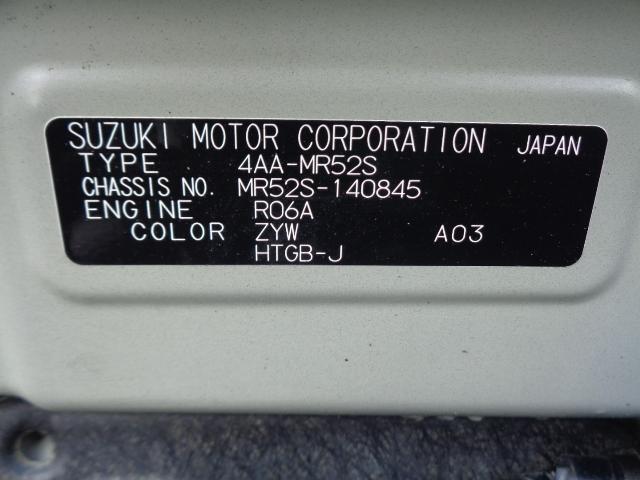 SUZUKI MOTOR CORPORATION JAPAN
TYPE 4AA-MR52S
CHASSIS NO. MR52S-140845
ENGINE R06A
COLOR ZYW A03
HTGB-J